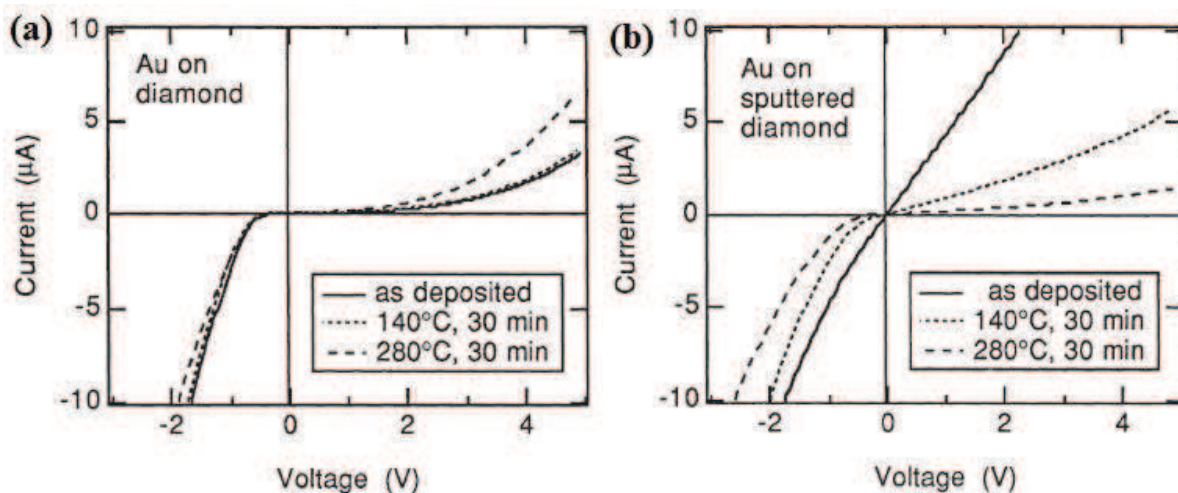 (a)
10
5
0
-5
-10
Current (µA)
Au on
diamond
as deposited
140°C, 30 min
280°C, 30 min
-2
0
2
4
Voltage (V)
(b)
10
5
0
-5
-10
Current (µA)
Au on
sputtered
diamond
as deposited
140°C, 30 min
280°C, 30 min
-2
0
2
4
Voltage (V)